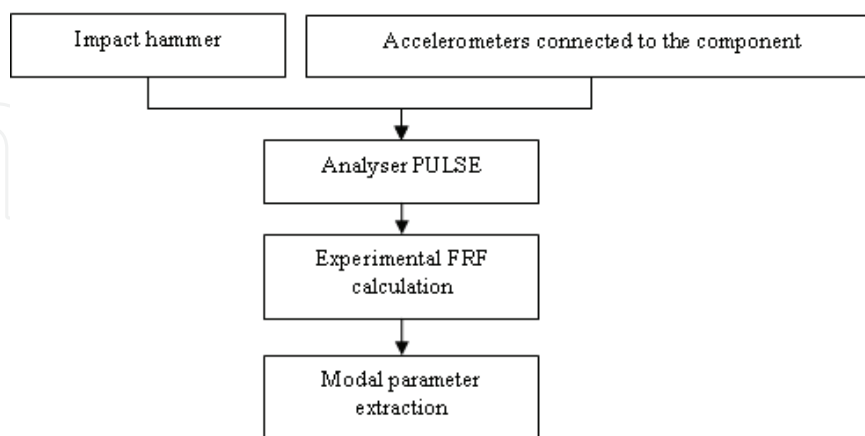 Impact hammer
Accelerometers connected to the component
Analyser PULSE
Experimental FRF
calculation
Modal parameter
extraction